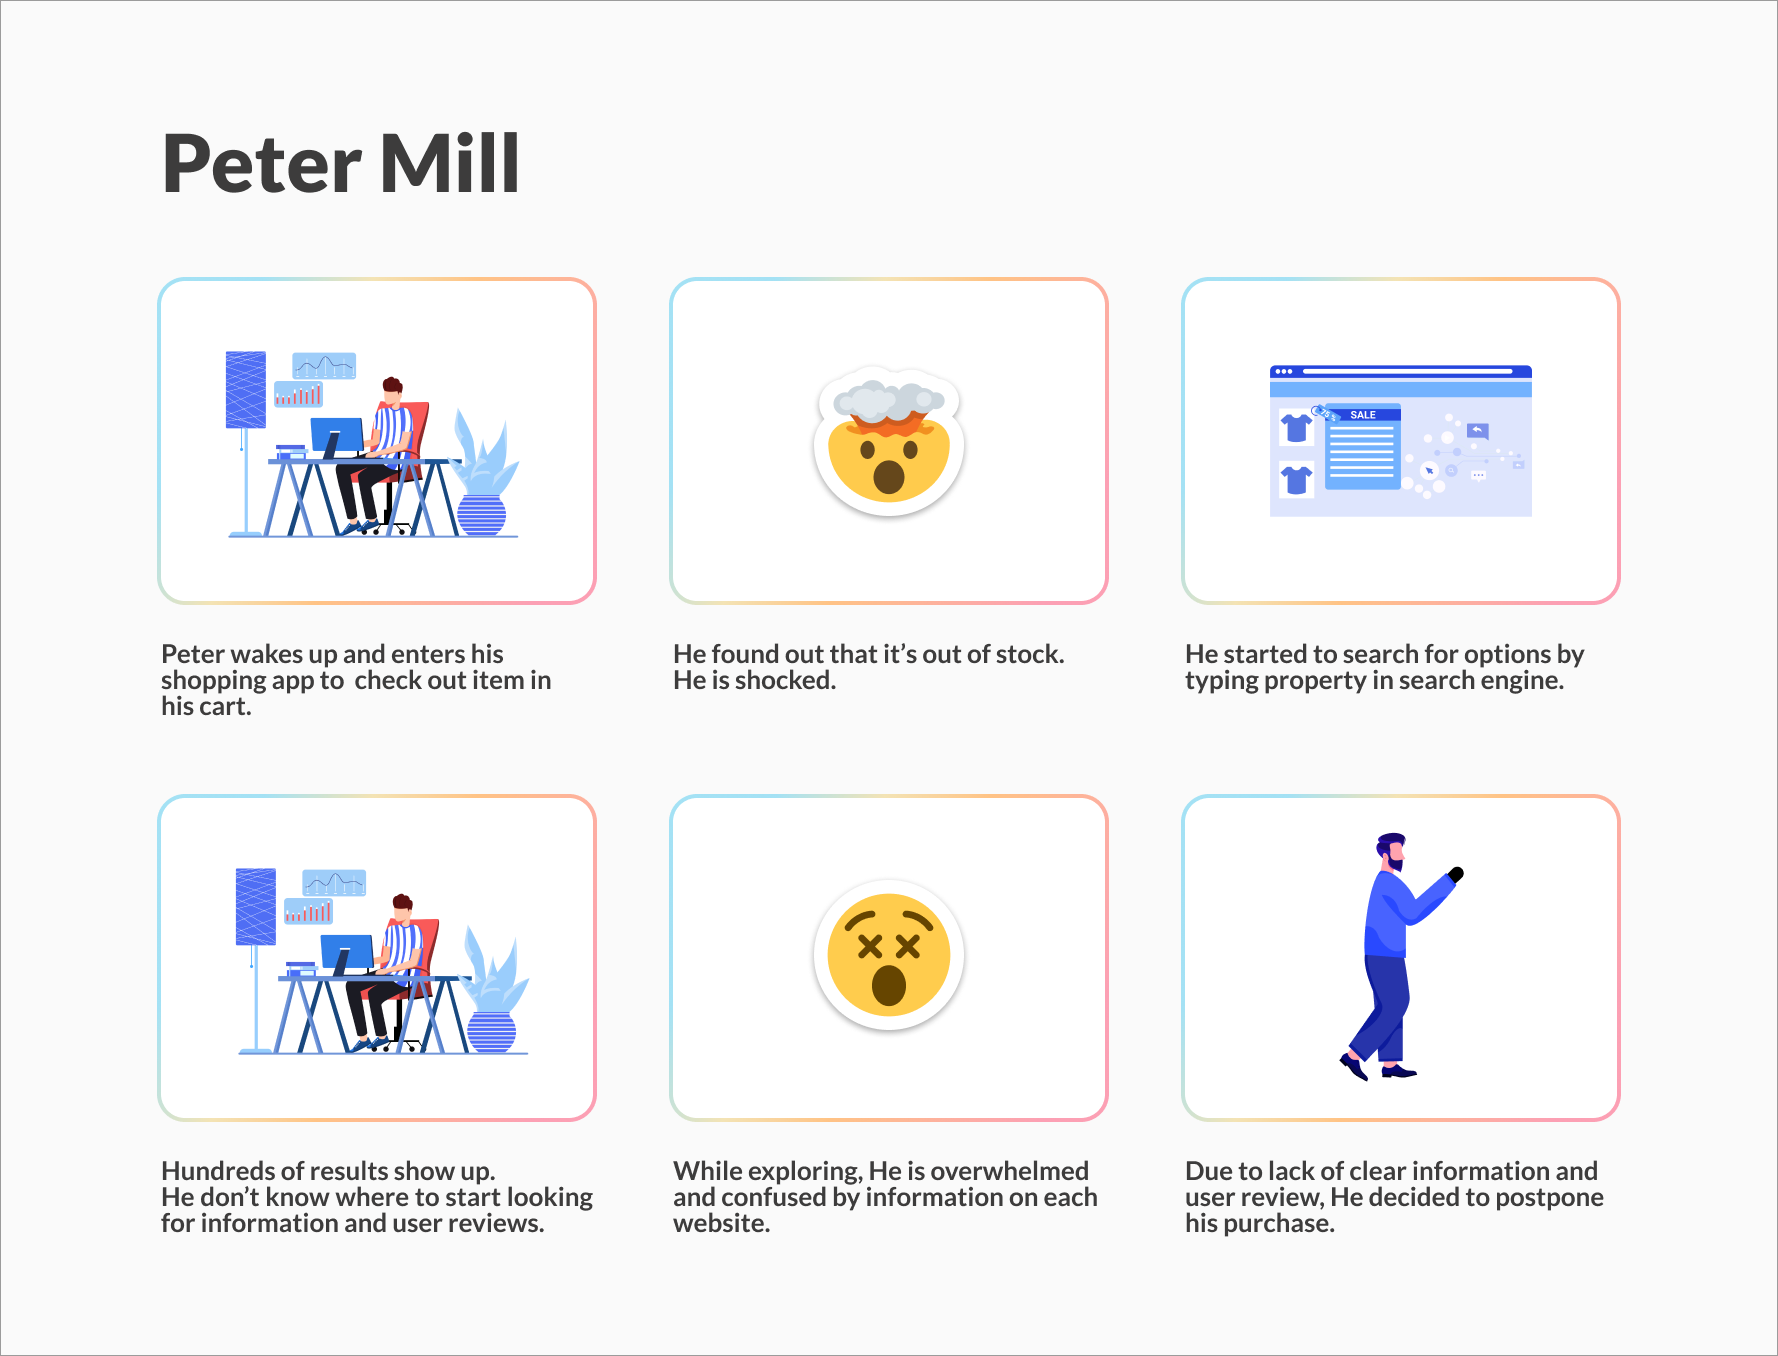 Peter Mill
75%
SALE
Peter wakes up and enters his
shopping app to  check out item in
his cart.
He found out that it’s out of stock.
He is shocked.
He started to search for options by
typing property in search engine.
Hundreds of results show up.
He don’t know where to start looking
for information and user reviews.
While exploring, He is overwhelmed
and confused by information on each
website.
Due to lack of clear information and
user review, He decided to postpone
his purchase.